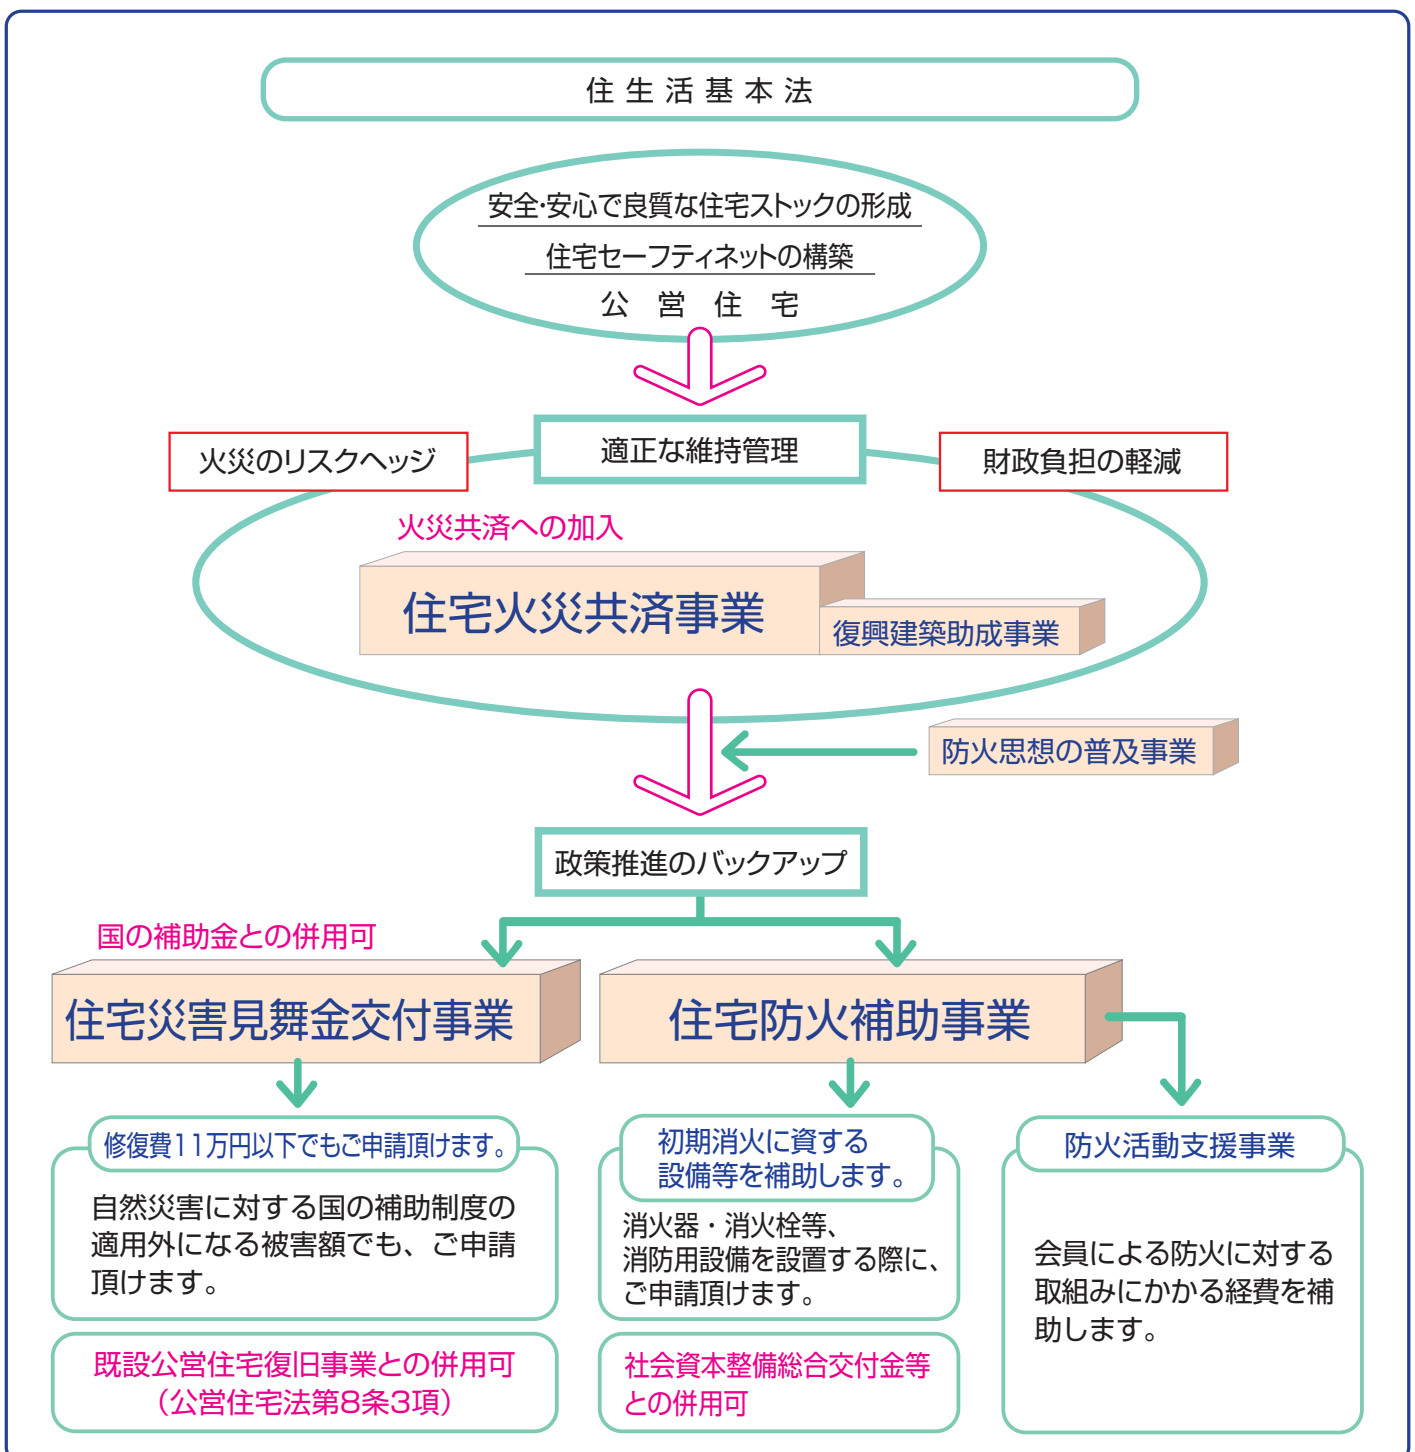 住生活基本法
安全・安心で良質な住宅ストックの形成
住宅セーフティネットの構築
公営住宅
適正な維持管理
火災のリスクヘッジ
財政負担の軽減
火災共済への加入
住宅火災共済事業
復興建築助成事業
防火思想の普及事業
政策推進のバックアップ
国の補助金との併用可
住宅災害見舞金交付事業
住宅防火補助事業
修復費11万円以下でもご申請頂けます。
自然災害に対する国の補助制度の
適用外になる被害額でも、ご申請
頂けます。
既設公営住宅復旧事業との併用可
（公営住宅法第8条3項）
初期消火に資する
設備等を補助します。
消火器・消火栓等、
消防用設備を設置する際に、
ご申請頂けます。
社会資本整備総合交付金等
との併用可
防火活動支援事業
会員による防火に対する
取組みにかかる経費を補
助します。